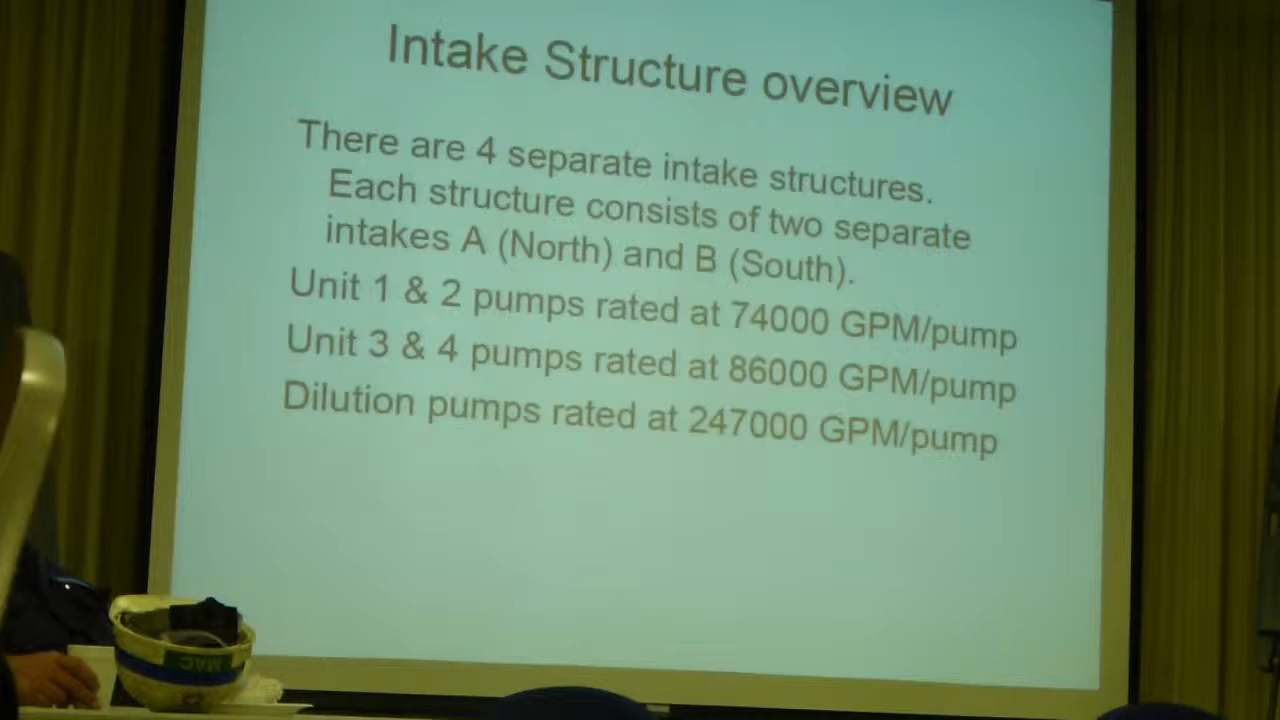 Intake Structure overview
There are 4 separate intake structures.
Each structure consists of two separate
intakes A (North) and B (South).
Unit 1 & 2 pumps rated at 74000 GPM/pump
Unit 3 & 4 pumps rated at 86000 GPM/pump
Dilution pumps rated at 247000 GPM/pump
MAC